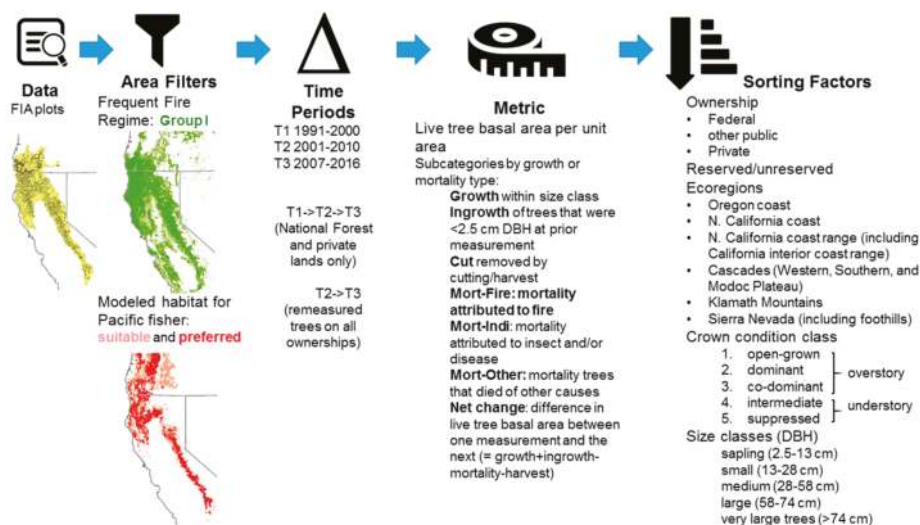 Data
FIA plots
Area Filters
Frequent Fire
Regime: Group I
Modeled habitat for
Pacific fisher:
suitable and preferred
Time
Periods
T1 1991-2000
T2 2001-2010
T3 2007-2016
T1->T2->T3
(National Forest
and private
lands only)
T2->T3
(remeasured
trees on all
ownerships)
Metric
Live tree basal area per unit
area
Subcategories by growth or
mortality type:
Growth within size class
Ingrowth of trees that were
<2.5 cm DBH at prior
measurement
Cut removed by
cutting/harvest
Mort-Fire: mortality
attributed to fire
Mort-Indi: mortality
attributed to insect and/or
disease
Mort-Other: mortality trees
that died of other causes
Net change: difference in
live tree basal area between
one measurement and the
next (= growth+ingrowth-
mortality-harvest)
Sorting Factors
Ownership
• Federal
• other public
• Private
Reserved/unreserved
Ecoregions
• Oregon coast
• N. California coast
• N. California coast range (including
California interior coast range)
• Cascades (Western, Southern, and
Modoc Plateau)
• Klamath Mountains
• Sierra Nevada (including foothills)
Crown condition class
1. open-grown
2. dominant
3. co-dominant
overstory
4. intermediate
5. suppressed
understory
Size classes (DBH)
sapling (2.5-13 cm)
small (13-28 cm)
medium (28-58 cm)
large (58-74 cm)
very large trees (>74 cm)